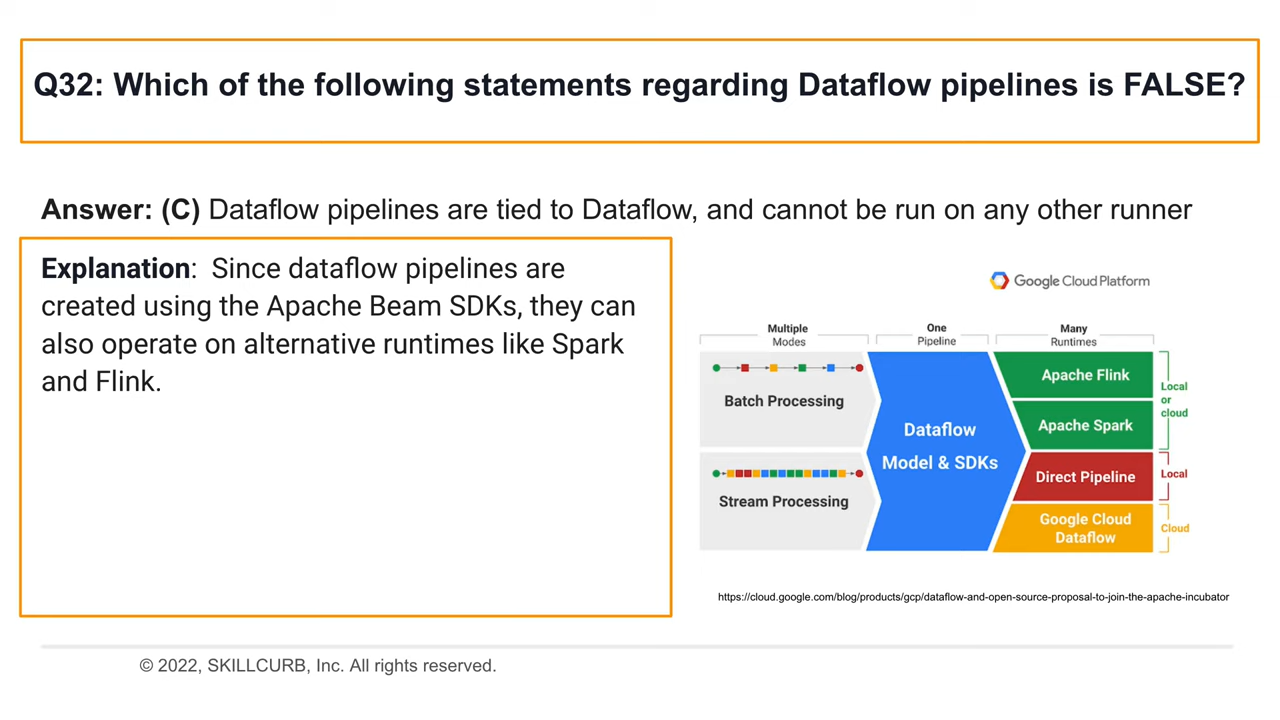 Q32: Which of the following statements regarding Dataflow pipelines is FALSE?
Answer: (C) Dataflow pipelines are tied to Dataflow, and cannot be run on any other runner
Explanation:  Since dataflow pipelines are
created using the Apache Beam SDKs, they can
also operate on alternative runtimes like Spark
and Flink.
Google Cloud Platform
Multiple
Modes
One
Pipeline
Many
Runtimes
Batch Processing
Stream Processing
Dataflow
Model & SDKs
Apache Flink
Apache Spark
Direct Pipeline
Google Cloud
Dataflow
Local
or
cloud
Local
Cloud
https://cloud.google.com/blog/products/gcp/dataflow-and-open-source-proposal-to-join-the-apache-incubator
© 2022, SKILLCURB, Inc. All rights reserved.